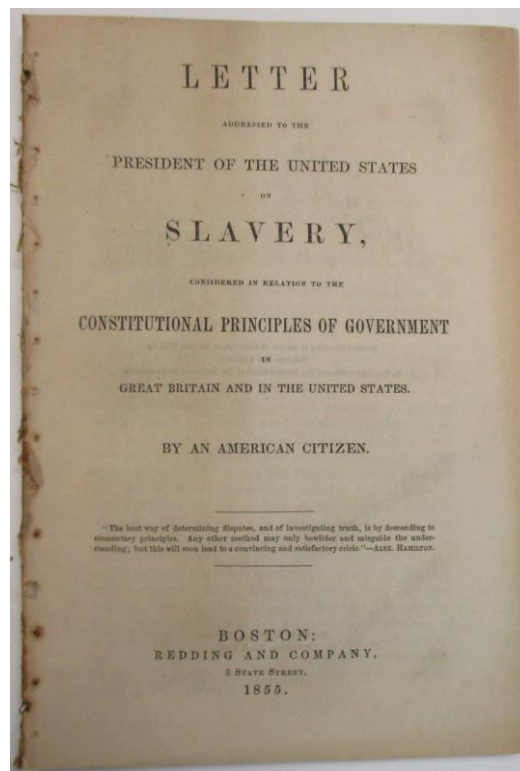 LETTER
ADDRESSED TO THE
PRESIDENT OF THE UNITED STATES
ON
SLAVERY,
CONSIDERED IN RELATION TO THE
CONSTITUTIONAL PRINCIPLES OF GOVERNMENT
IN
GREAT BRITAIN AND IN THE UNITED STATES.
BY AN AMERICAN CITIZEN.
"The best way of determining disputes, and of investigating truth, is by descending to
elementary principles. Any other method may only bewilder and misguide the under-
standing; but this will soon lead to a convincing and satisfactory crisis."—ALEX. HAMILTON.
BOSTON:
REDDING AND COMPANY,
8 STATE STREET.
1855.